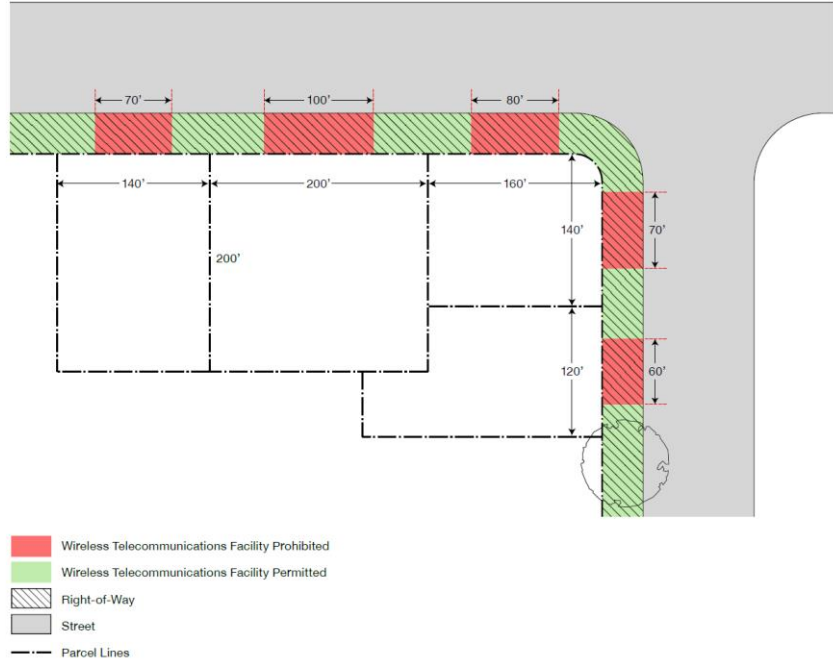 70’
100’
80’
140’
200’
160’
140’
70’
200’
120’
60’
Wireless Telecommunications Facility Prohibited
Wireless Telecommunications Facility Permitted
Right-of-Way
Street
Parcel Lines